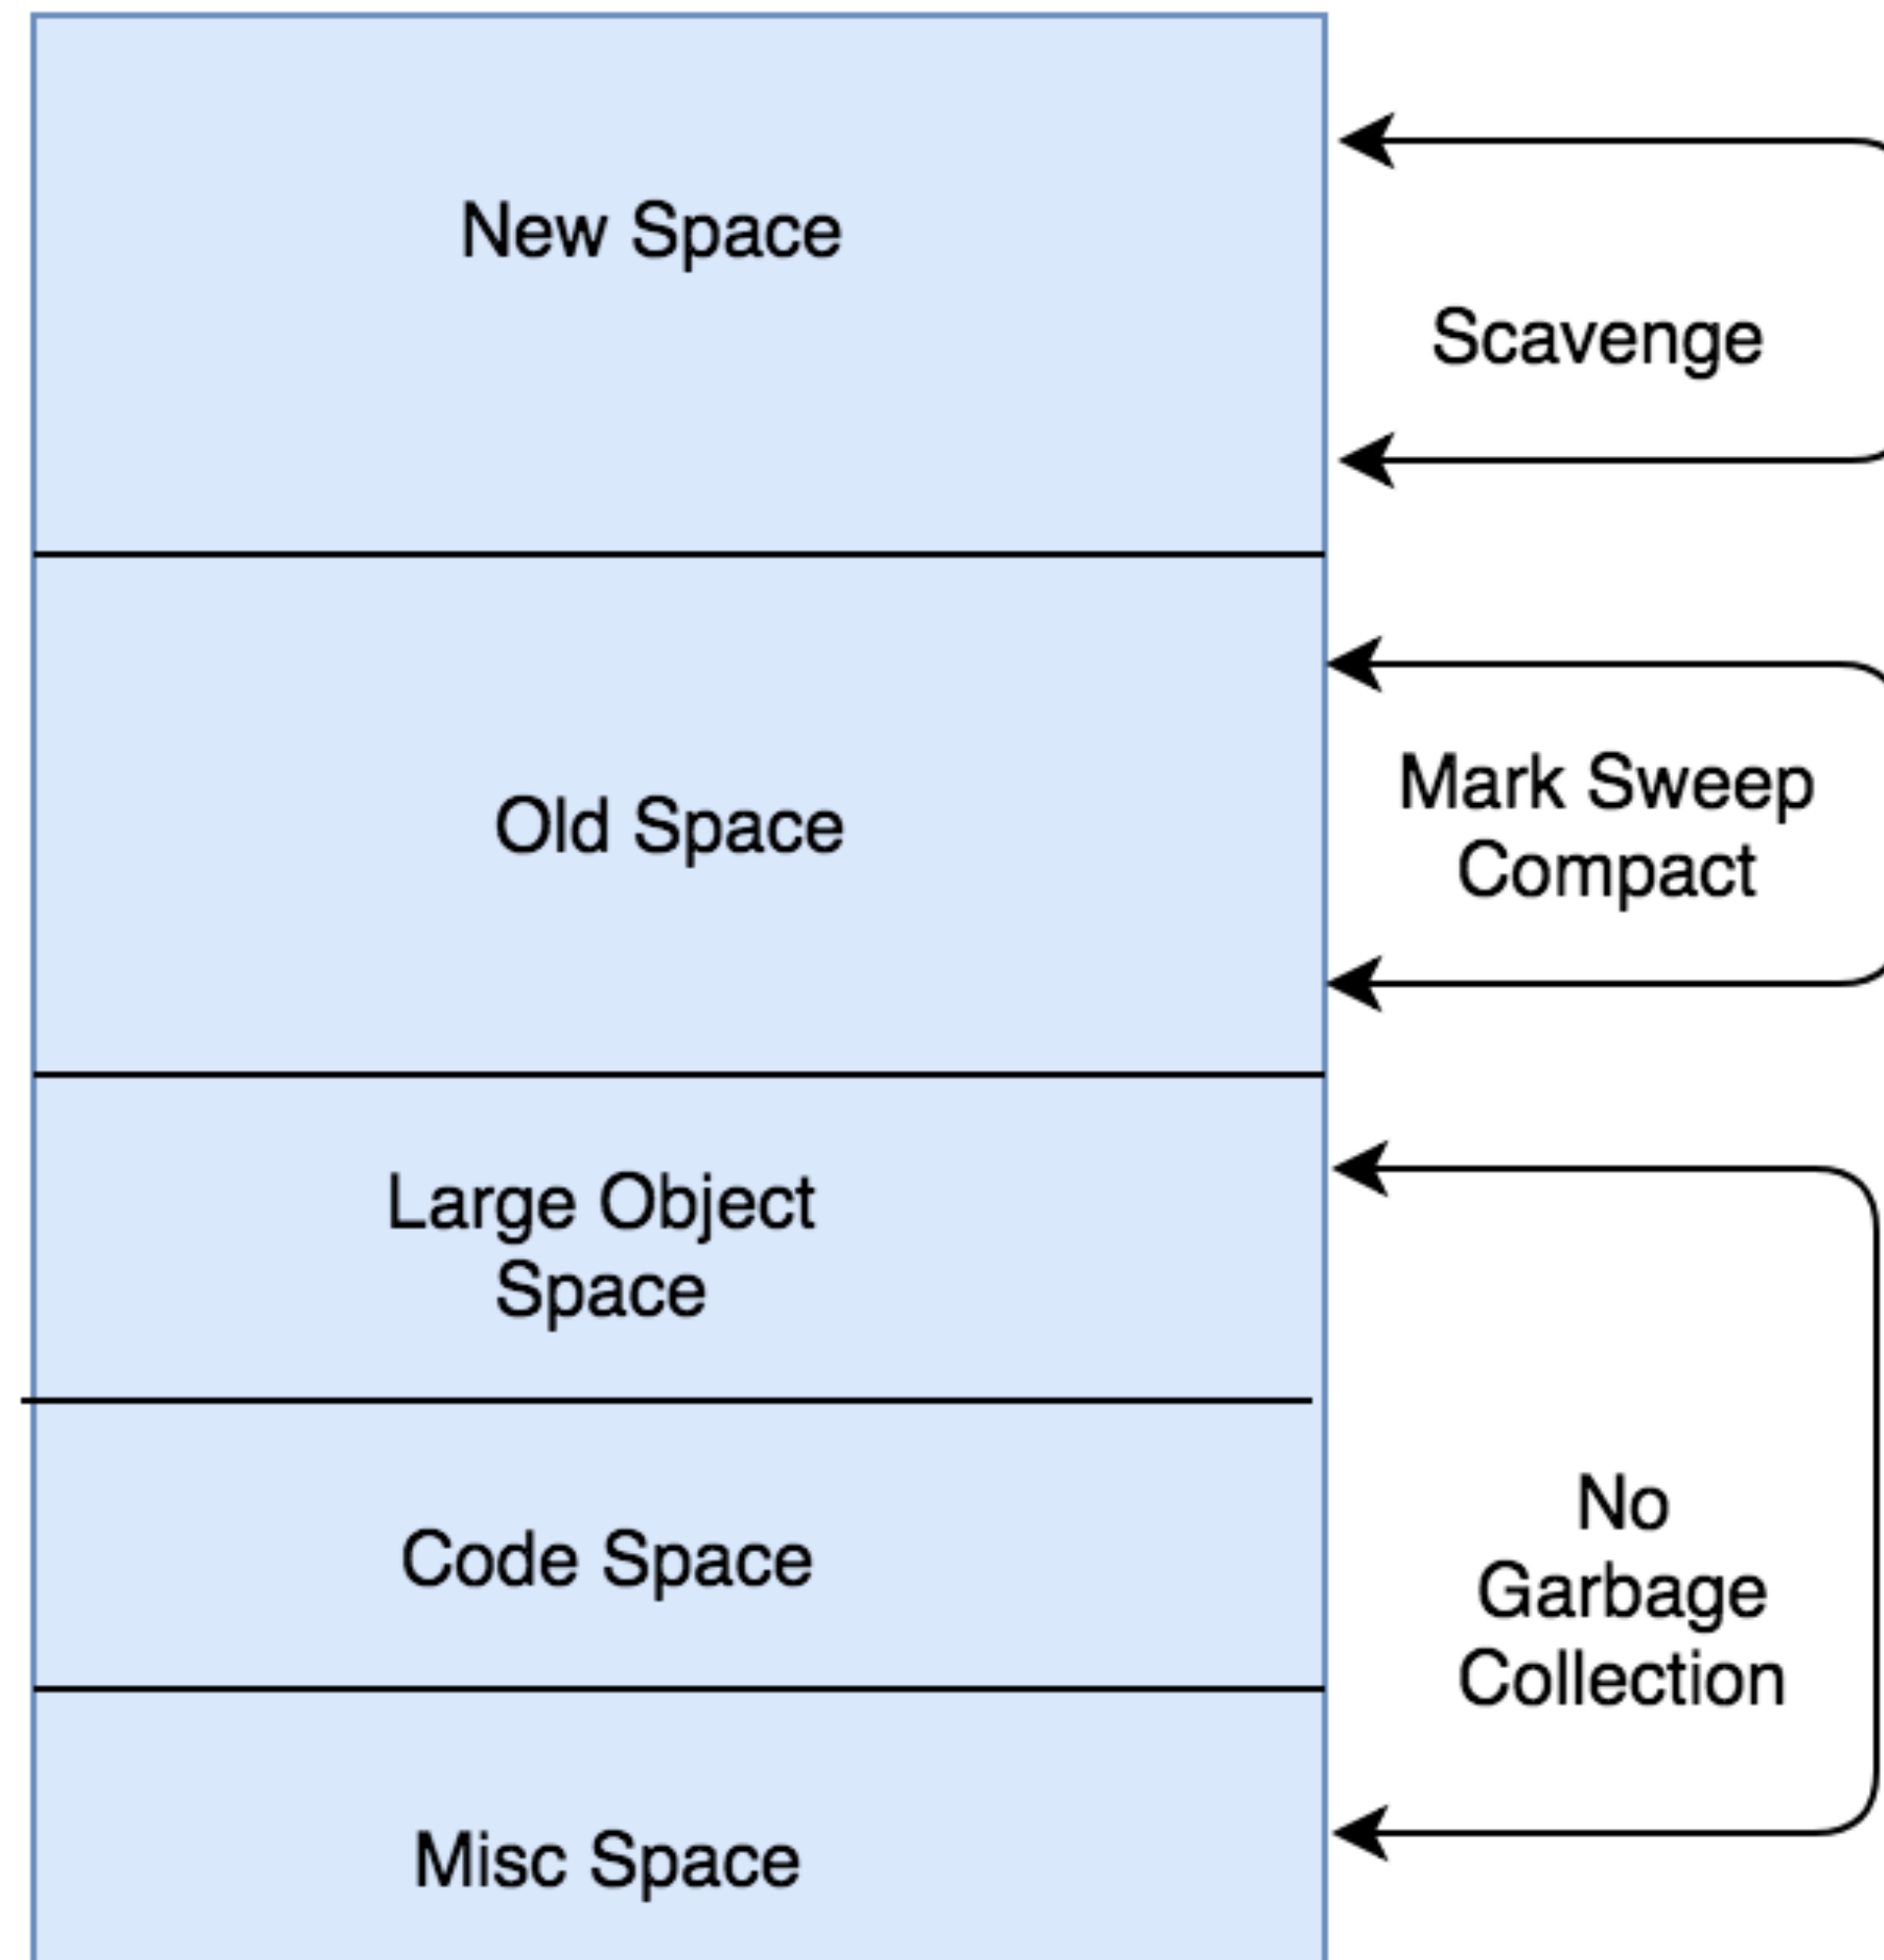 New Space
Scavenge
Old Space
Mark Sweep
Compact
Large Object
Space
Code Space
No
Garbage
Collection
Misc Space